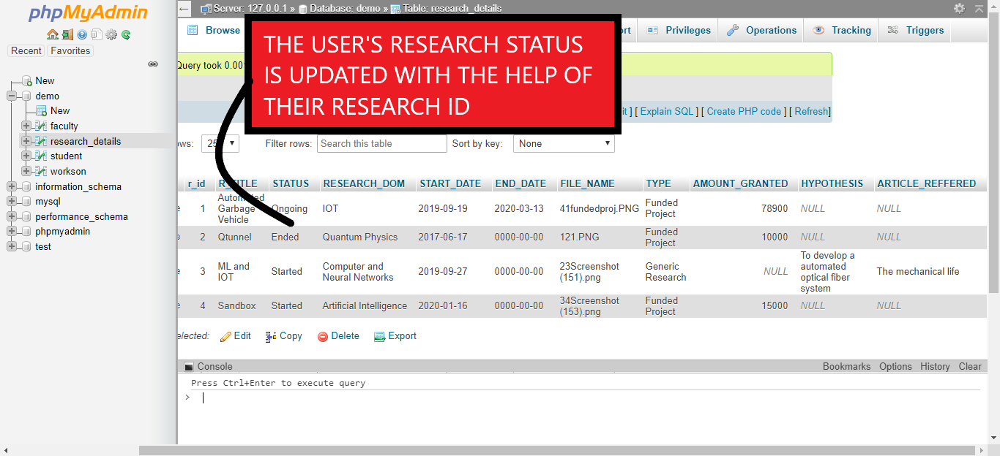 phpMyAdmin
Recent Favorites
New
demo
New
faculty
research_details
student
workson
information_schema
mysql
performance_schema
phpmyadmin
test
Server: 127.0.0.1 » Database: demo » Table: research_details
Browse Privileges Operations Tracking Triggers
THE USER'S RESEARCH STATUS
IS UPDATED WITH THE HELP OF
THEIR RESEARCH ID
Query took 0.00
] [ Explain SQL ] [ Create PHP code ] [ Refresh]
Filter rows: Search this table Sort by key: None
r_id STATUS RESEARCH_DOM START_DATE END_DATE FILE_NAME TYPE AMOUNT_GRANTED HYPOTHESIS ARTICLE_REFFERED
1 Automated Garbage Vehicle Ongoing IOT 2019-09-19 2020-03-13 41fundedproj.PNG Funded Project 78900 NULL NULL
2 Qtunnel Ended Quantum Physics 2017-06-17 0000-00-00 121.PNG Funded Project 10000 NULL NULL
3 ML and IOT Started Computer and Neural Networks 2019-09-27 0000-00-00 23Screenshot (151).png Generic Research NULL To develop a automated optical fiber system The mechanical life
4 Sandbox Started Artificial Intelligence 2020-01-16 0000-00-00 34Screenshot (153).png Funded Project 15000 NULL NULL
elected: Edit Copy Delete Export
Console Bookmarks Options History Clear
Press Ctrl+Enter to execute query
>